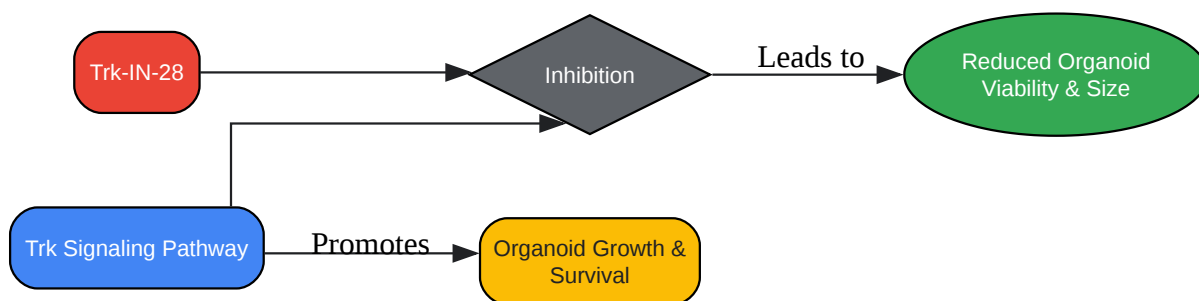 Trk-IN-28
Inhibition
Leads to
Reduced Organoid
Viability & Size
Trk Signaling Pathway
Promotes
Organoid Growth &
Survival